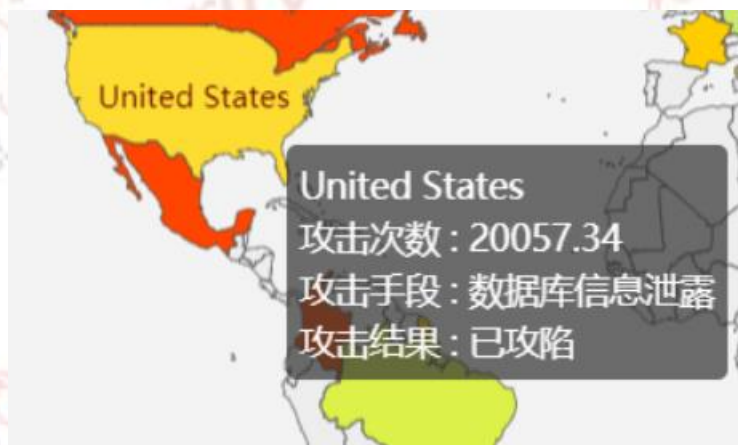 United States
United States
攻击次数 : 20057.34
攻击手段 : 数据库信息泄露
攻击结果 : 已攻陷